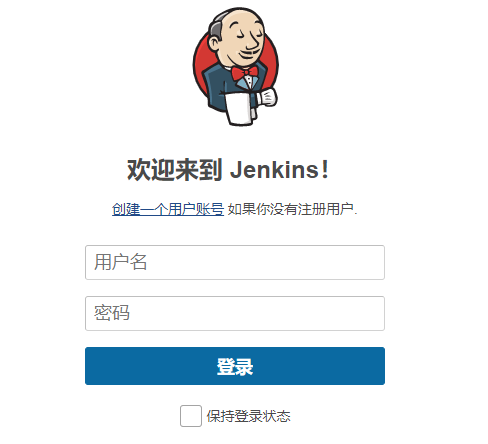 欢迎来到 Jenkins!
创建一个用户账号 如果你没有注册用户.
用户名
密码
登录
保持登录状态